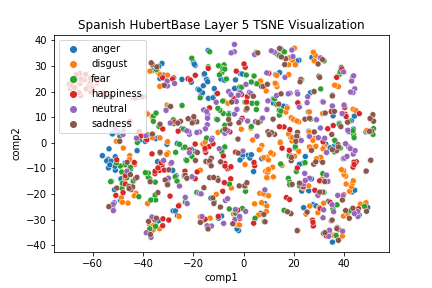 Spanish HubertBase Layer 5 TSNE Visualization
anger
disgust
fear
happiness
neutral
sadness
40
30
20
10
0
−10
−20
−30
−40
comp2
−60 −40 −20 0 20 40
comp1